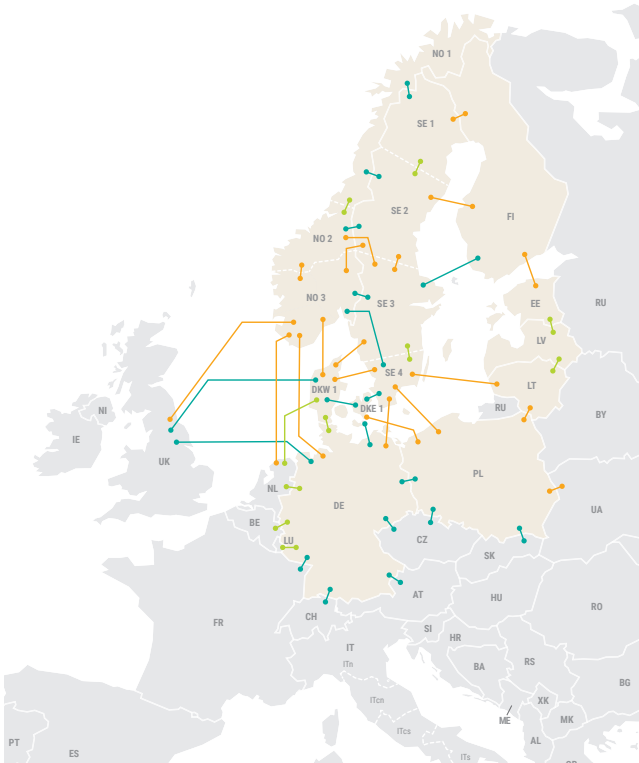 NO 1
SE 1
SE 2
FI
NO 2
NO 3
SE 3
EE
RU
LV
SE 4
DKW 1
LT
DKE 1
RU
NI
BY
IE
UK
PL
NL
DE
UA
BE
LU
CZ
SK
AT
HU
FR
RO
CH
SI
HR
IT
ITn
BA
RS
BG
ITcn
XK
ME
MK
ITcs
PT
AL
ES
ITs